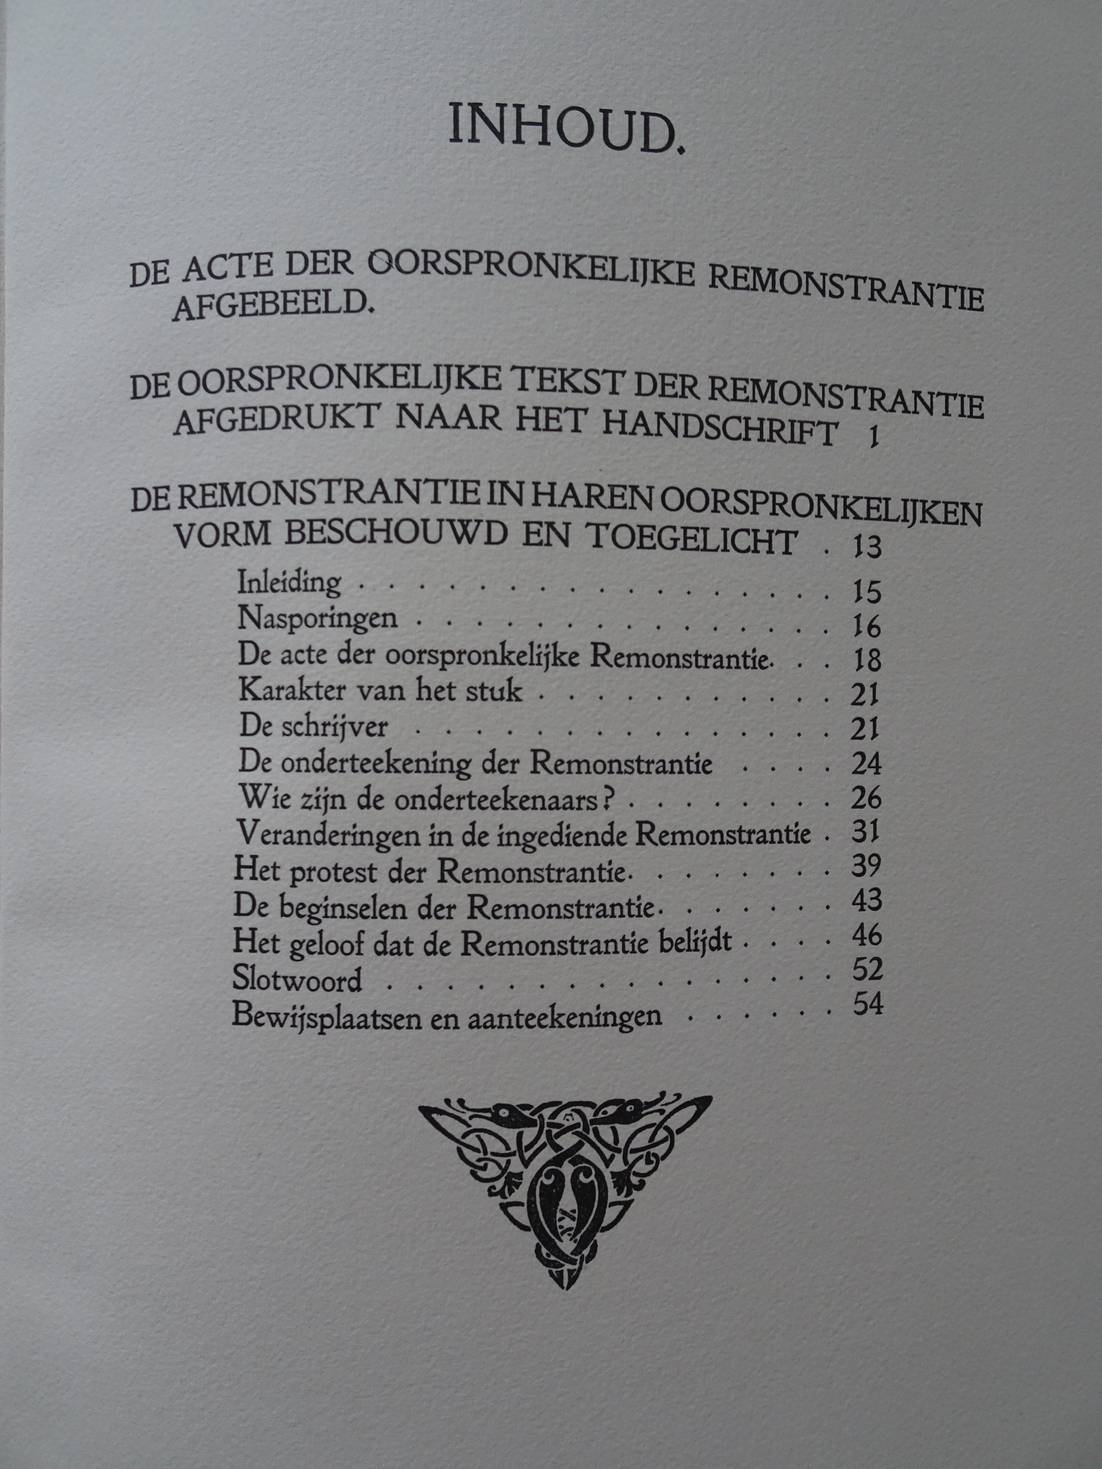 INHOUD.
DE ACTE DER OORSPRONKELIJKE REMONSTRANTIE
AFGEBEELD.
DE OORSPRONKELIJKE TEKST DER REMONSTRANTIE
AFGEDRUKT NAAR HET HANDSCHRIFT 1
DE REMONSTRANTIE IN HAREN OORSPRONKELIJKEN
VORM BESCHOUWD EN TOEGELICHT . 13
Inleiding . . . . . . . . . . . . . . . . 15
Nasporingen . . . . . . . . . . . . . . 16
De acte der oorspronkelijke Remonstrantie. . . 18
Karakter van het stuk . . . . . . . . . . 21
De schrijver . . . . . . . . . . . . . . 21
De onderteekening der Remonstrantie . . . . 24
Wie zijn de onderteekenaars? . . . . . . . 26
Veranderingen in de ingediende Remonstrantie . 31
Het protest der Remonstrantie. . . . . . . . 39
De beginselen der Remonstrantie. . . . . . . 43
Het geloof dat de Remonstrantie belijdt . . . . 46
Slotwoord . . . . . . . . . . . . . . . 52
Bewijsplaatsen en aanteekeningen . . . . . . 54